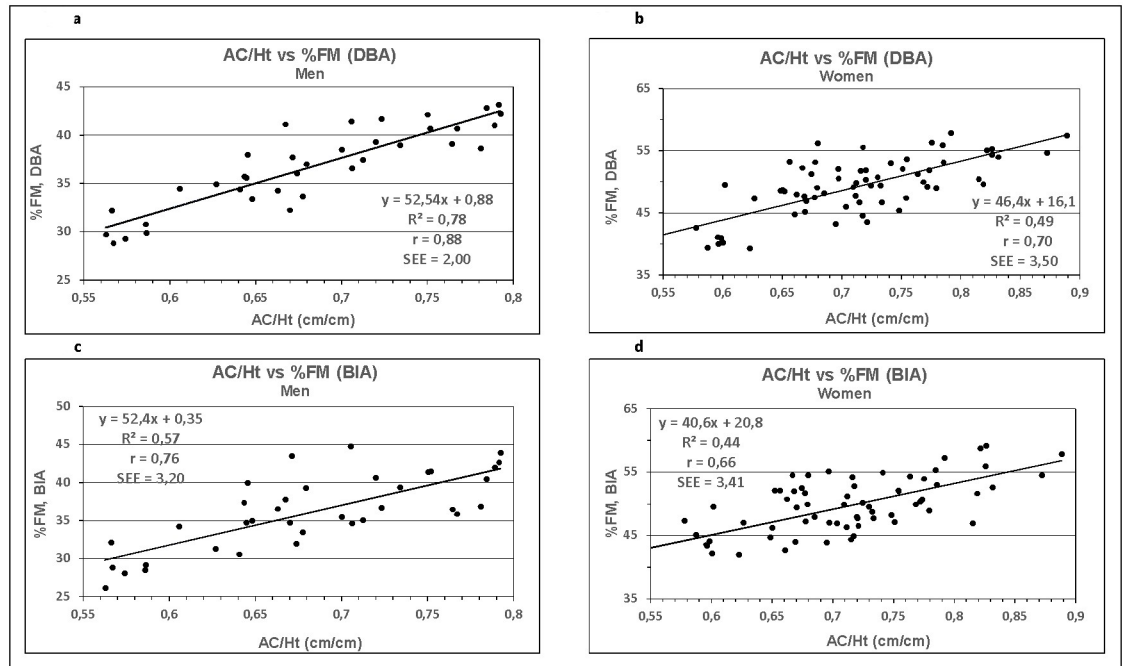 a
AC/Ht vs %FM (DBA)
Men
45
40
35
30
25
%FM, DBA
y = 52,54x + 0,88
R² = 0,78
r = 0,88
SEE = 2,00
0,55 0,6 0,65 0,7 0,75 0,8
AC/Ht (cm/cm)
b
AC/Ht vs %FM (DBA)
Women
65
55
45
35
%FM, DBA
y = 46,4x + 16,1
R² = 0,49
r = 0,70
SEE = 3,50
0,55 0,6 0,65 0,7 0,75 0,8 0,85 0,9
AC/Ht (cm/cm)
c
AC/Ht vs %FM (BIA)
Men
50
45
40
35
30
25
%FM, BIA
y = 52,4x + 0,35
R² = 0,57
r = 0,76
SEE = 3,20
0,55 0,6 0,65 0,7 0,75 0,8
AC/Ht (cm/cm)
d
AC/Ht vs %FM (BIA)
Women
65
55
45
35
%FM, BIA
y = 40,6x + 20,8
R² = 0,44
r = 0,66
SEE = 3,41
0,55 0,6 0,65 0,7 0,75 0,8 0,85 0,9
AC/Ht (cm/cm)